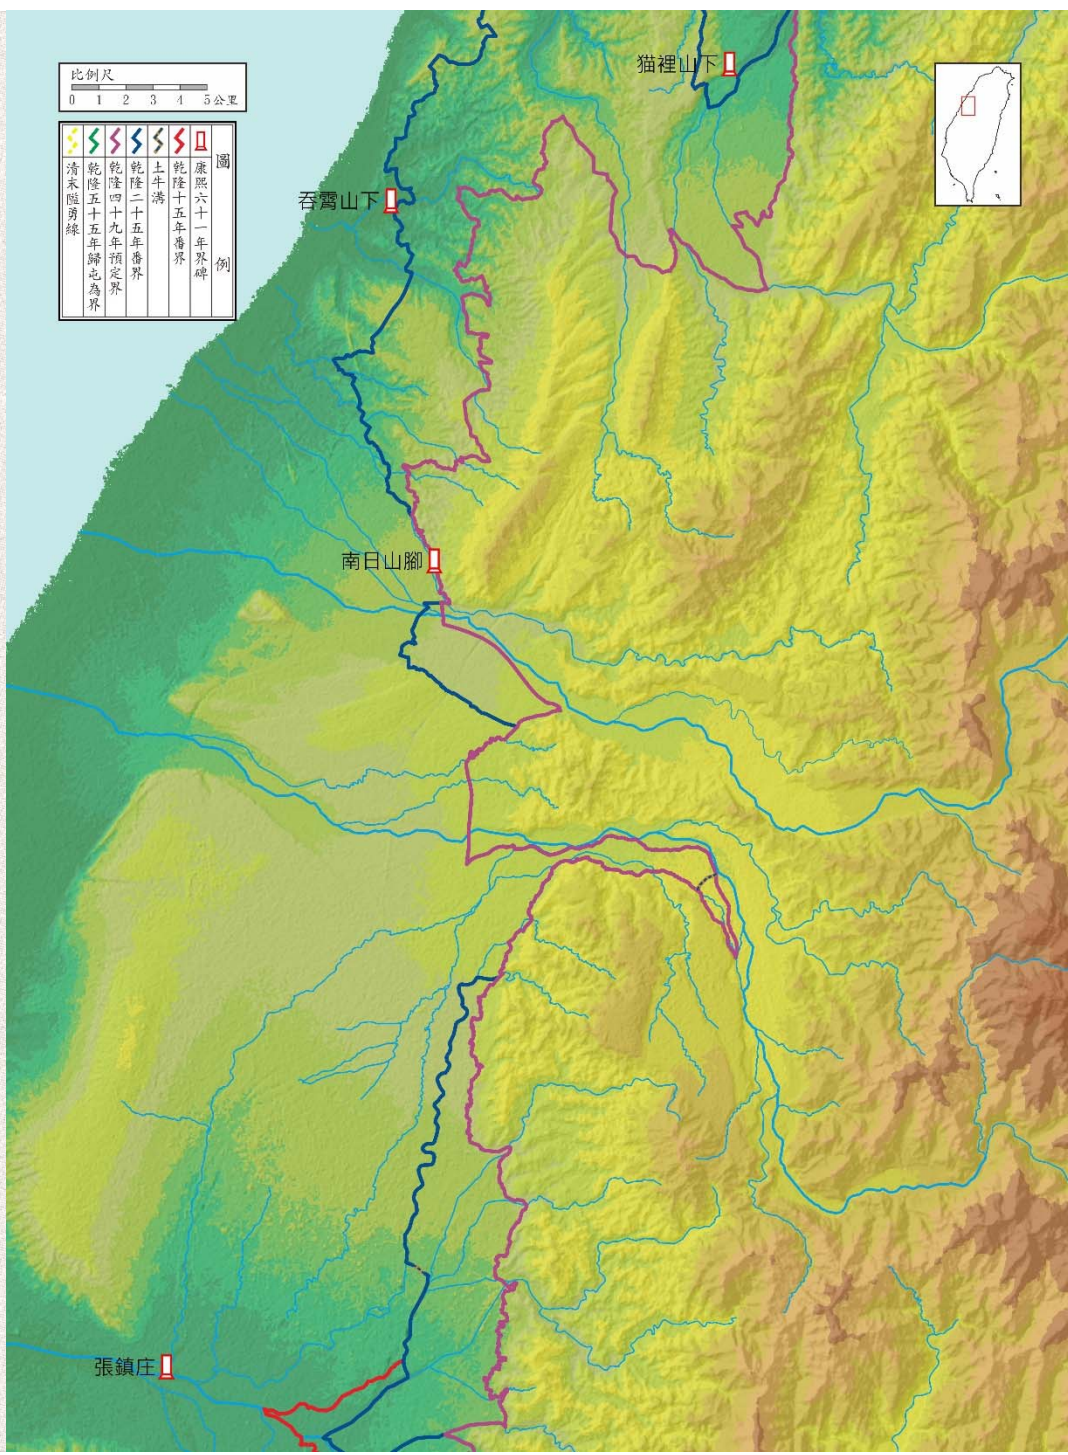 比例尺
0 1 2 3 4 5公里
圖例
康熙六十一年界碑
乾隆十五年番界
土牛溝
乾隆二十五年番界
乾隆四十九年預定界
乾隆五十五年歸屯為界
清末隘勇線
猫裡山下
吞霄山下
南日山腳
張鎮庄